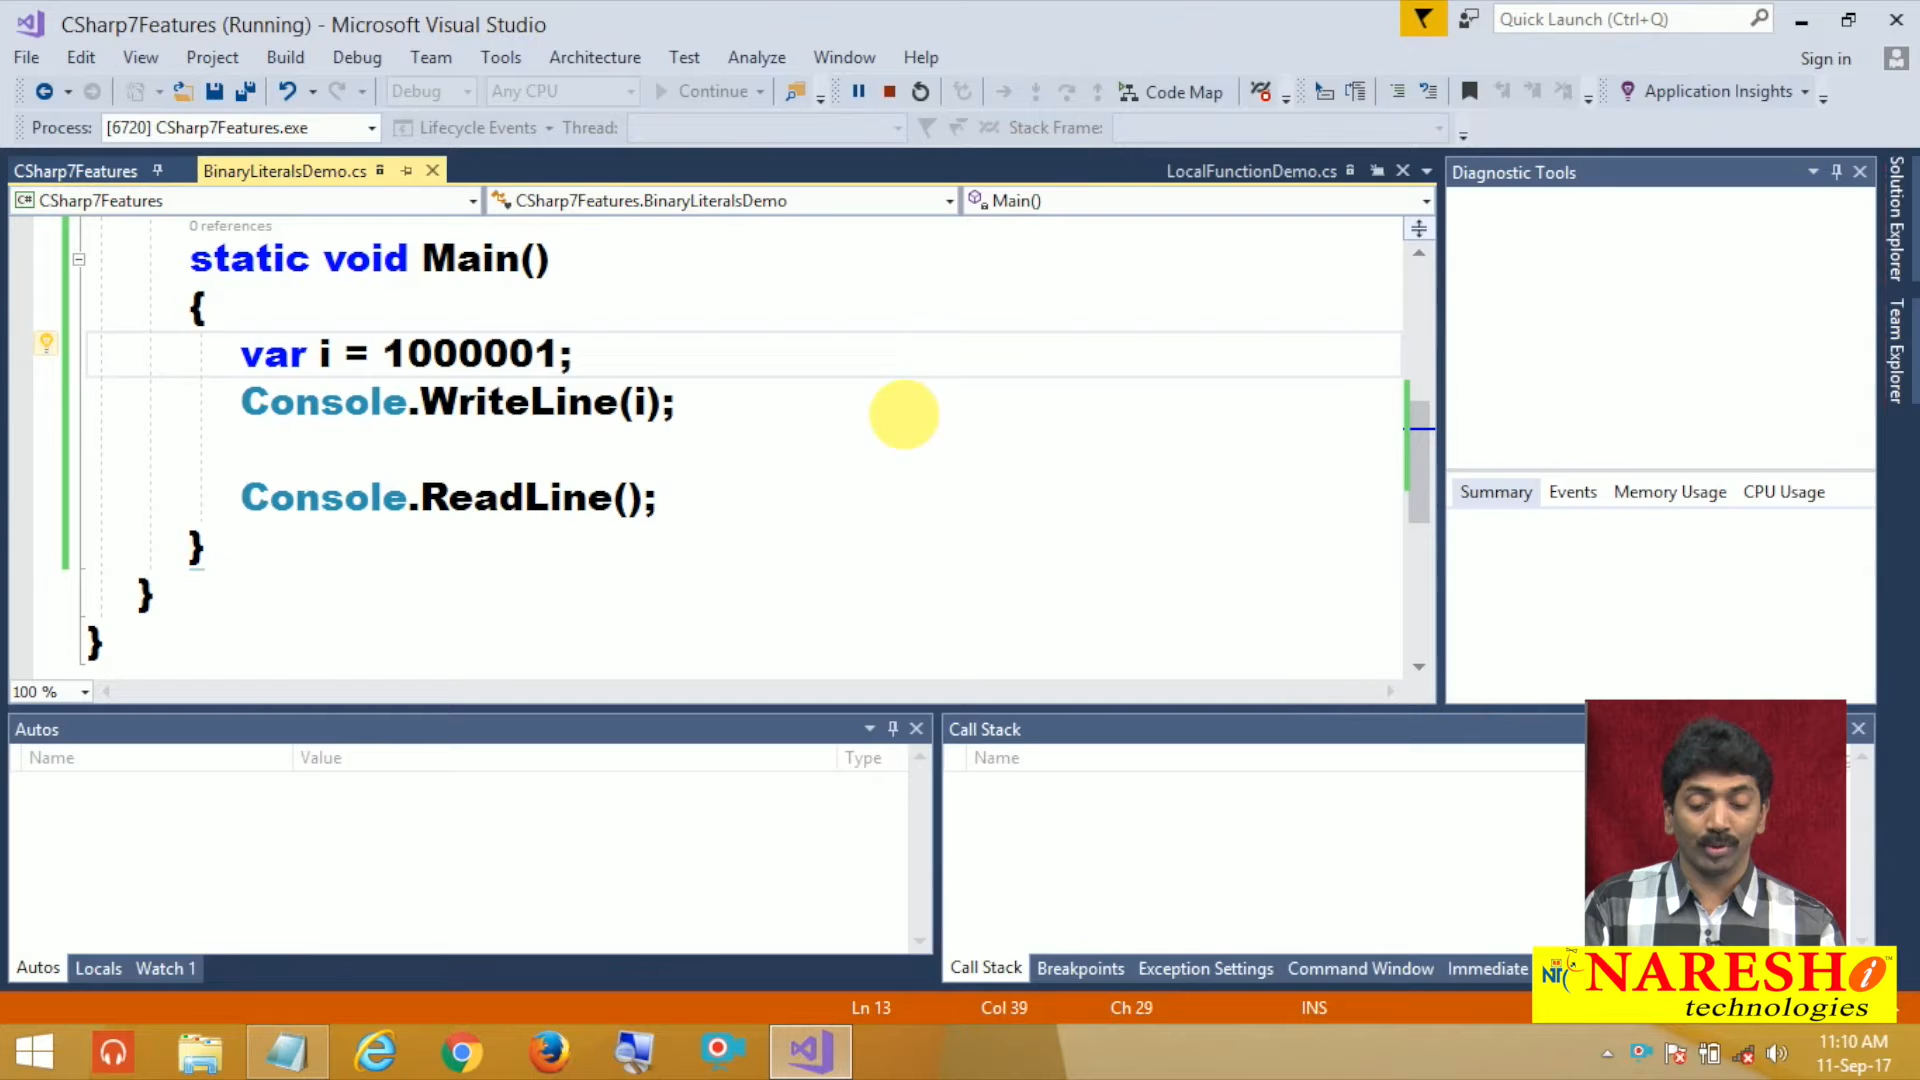 CSharp7Features (Running) - Microsoft Visual Studio
Quick Launch (Ctrl+Q)
File Edit View Project Build Debug Team Tools Architecture Test Analyze Window Help
Sign in
Debug Any CPU Continue Code Map Application Insights
Process: [6720] CSharp7Features.exe Lifecycle Events Thread: Stack Frame:
CSharp7Features BinaryLiteralsDemo.cs LocalFunctionDemo.cs
Diagnostic Tools
CSharp7Features CSharp7Features.BinaryLiteralsDemo Main()
0 references
static void Main()
{
var i = 1000001;
Console.WriteLine(i);
Console.ReadLine();
}
}
}
100 %
Summary Events Memory Usage CPU Usage
Solution Explorer
Team Explorer
Autos
Name Value Type
Call Stack
Name
Autos Locals Watch 1
Call Stack Breakpoints Exception Settings Command Window Immediate
Ln 13 Col 39 Ch 29 INS
NARESH i
technologies
11:10 AM
11-Sep-17